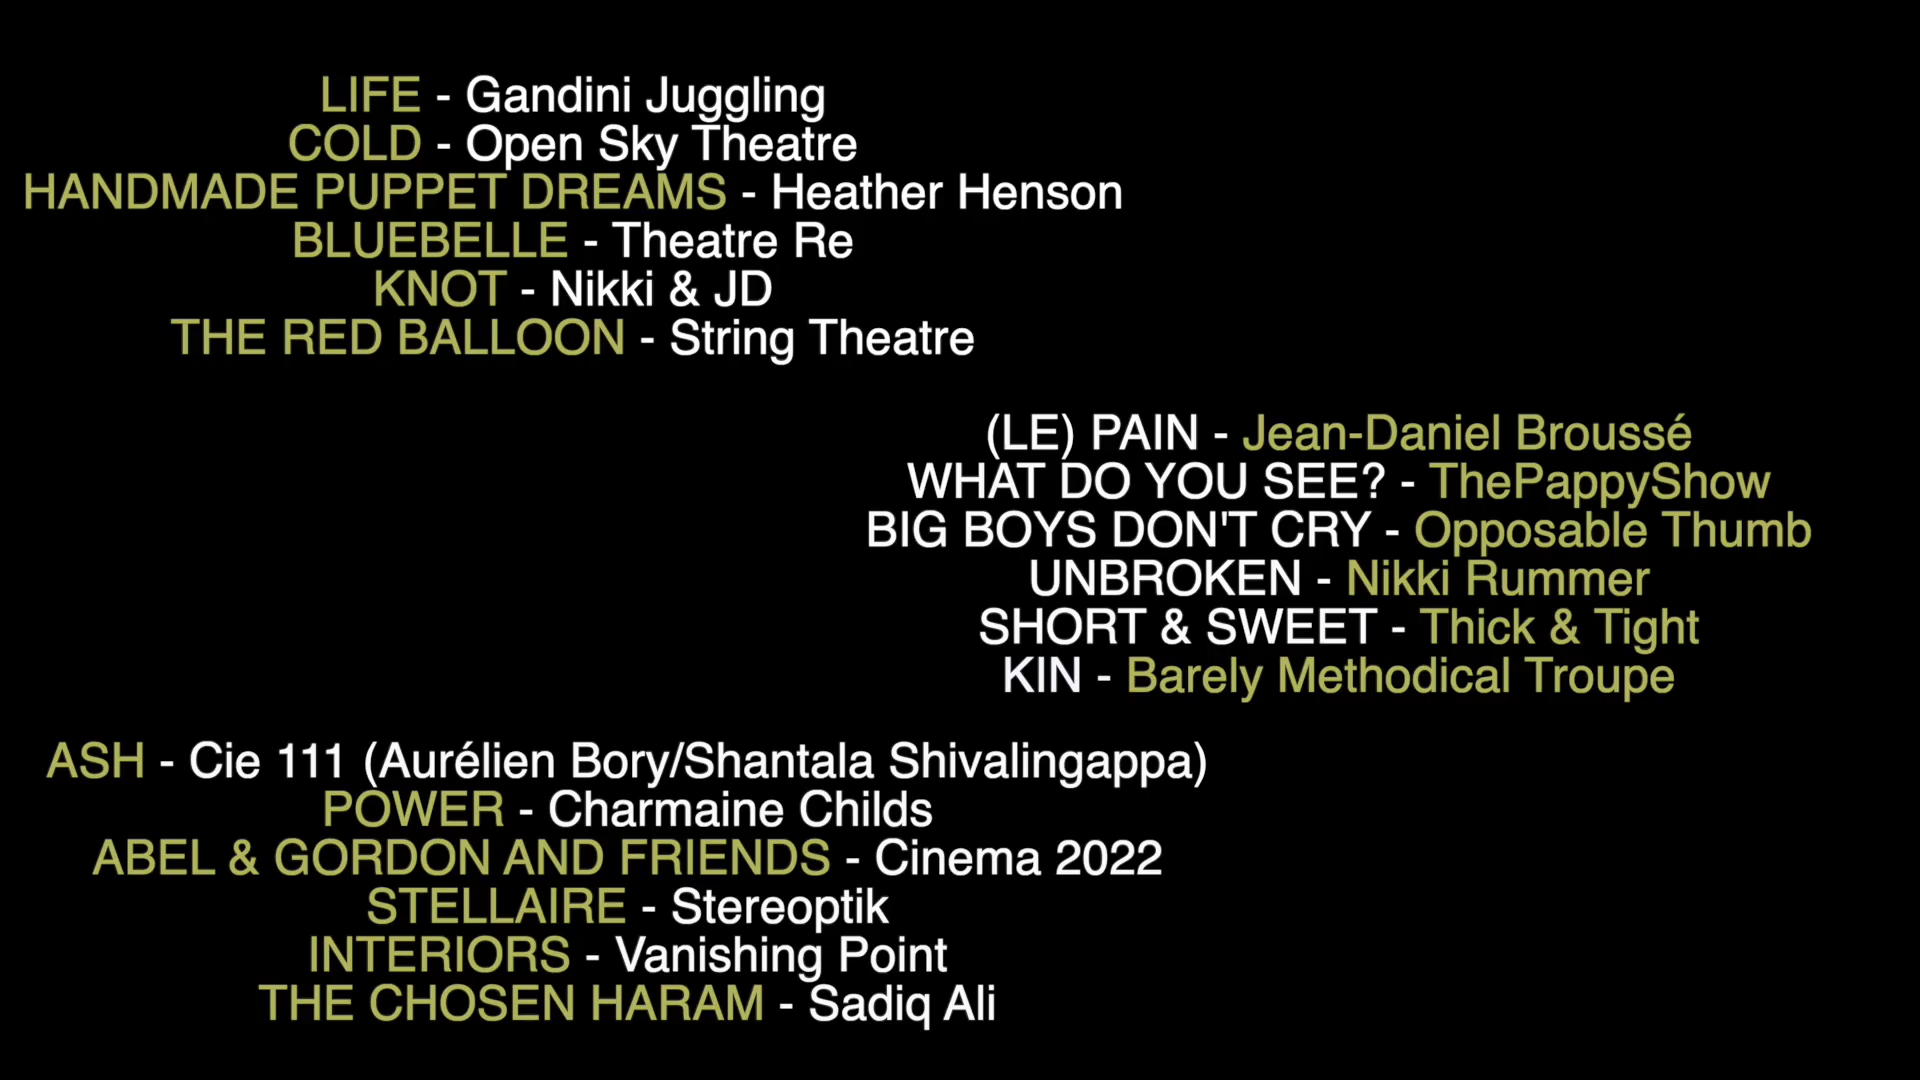 LIFE - Gandini Juggling
COLD - Open Sky Theatre
HANDMADE PUPPET DREAMS - Heather Henson
BLUEBELLE - Theatre Re
KNOT - Nikki & JD
THE RED BALLOON - String Theatre
(LE) PAIN - Jean-Daniel Broussé
WHAT DO YOU SEE? - ThePappyShow
BIG BOYS DON'T CRY - Opposable Thumb
UNBROKEN - Nikki Rummer
SHORT & SWEET - Thick & Tight
KIN - Barely Methodical Troupe
ASH - Cie 111 (Aurélien Bory/Shantala Shivalingappa)
POWER - Charmaine Childs
ABEL & GORDON AND FRIENDS - Cinema 2022
STELLAIRE - Stereoptik
INTERIORS - Vanishing Point
THE CHOSEN HARAM - Sadiq Ali